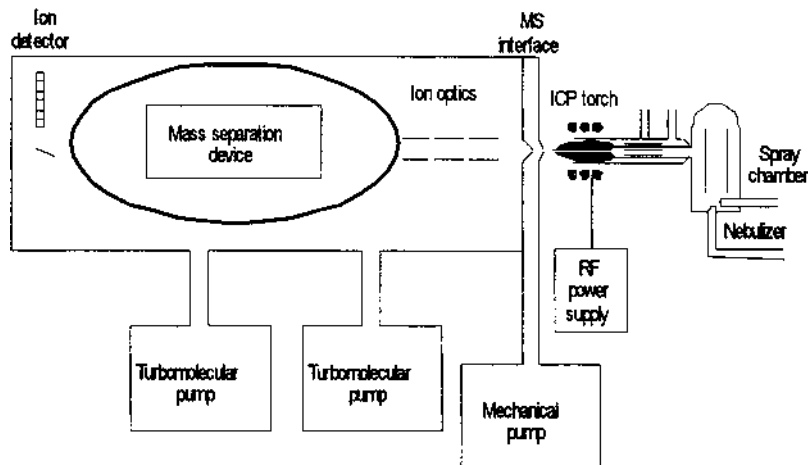 Ion
detector
MS
interface
Ion optics
ICP torch
Mass separation
device
Spray
chamber
Nebulizer
RF
power
supply
Turbomolecular
pump
Turbomolecular
pump
Mechanical
pump